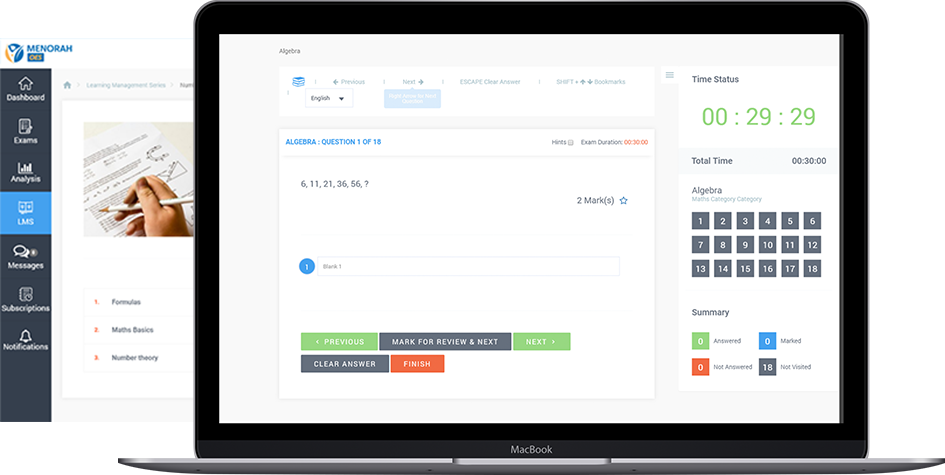 MENORAH
OES
Dashboard
Exams
Analysis
LMS
Messages
Subscriptions
Notifications
Learning Management Series > Num
1. Formulas
2. Maths Basics
3. Number theory
Algebra
← Previous
Next →
ESCAPE Clear Answer
SHIFT + ↑ ↓ Bookmarks
English
Question
ALGEBRA : QUESTION 1 OF 18
Hints
Exam Duration: 00:30:00
6, 11, 21, 36, 56, ?
2 Mark(s)
1
Blank 1
‹ PREVIOUS
MARK FOR REVIEW & NEXT
NEXT ›
CLEAR ANSWER
FINISH
Time Status
00 : 29 : 29
Total Time 00:30:00
Algebra
Maths Category Category
1 2 3 4 5 6
7 8 9 10 11 12
13 14 15 16 17 18
Summary
0 Answered 0 Marked
0 Not Answered 18 Not Visited
MacBook